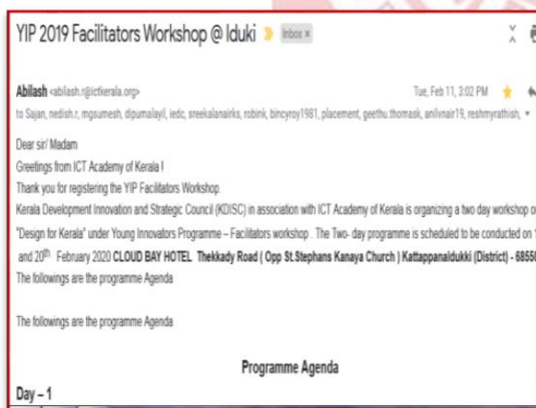 YIP 2019 Facilitators Workshop @ Iduki Inbox x
Abilash <abilash.r@ictkerala.org> Tue, Feb 11, 3:02 PM
to Sajan, nedish.r, mgsumesh, dipumalayil, iedc, sreekalanairks, robink, bincyroy1981, placement, geethu.thomask, anilvnair19, reshmyrathish,
Dear sir/ Madam
Greetings from ICT Academy of Kerala !
Thank you for registering the YIP Facilitators Workshop
Kerala Development Innovation and Strategic Council (KDISC) in association with ICT Academy of Kerala is organizing a two day workshop
"Design for Kerala" under Young Innovators Programme – Facilitators workshop . The Two- day programme is scheduled to be conducted on
and 20th February 2020 CLOUD BAY HOTEL Thekkady Road ( Opp St.Stephans Kanaya Church ) Kattappanaldukki (District) - 6855
The followings are the programme Agenda
The followings are the programme Agenda
Programme Agenda
Day – 1